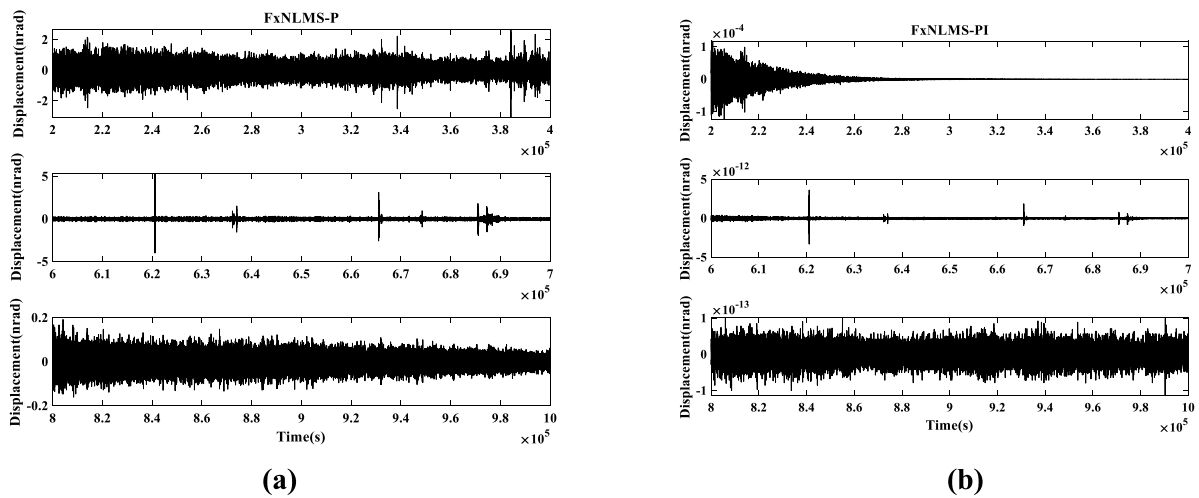 FxNLMS-P
Displacement(nrad)
2
0
-2
2 2.2 2.4 2.6 2.8 3 3.2 3.4 3.6 3.8 4
×10^5
Displacement(nrad)
5
0
-5
6 6.1 6.2 6.3 6.4 6.5 6.6 6.7 6.8 6.9 7
×10^5
Displacement(nrad)
0.2
0
-0.2
8 8.2 8.4 8.6 8.8 9 9.2 9.4 9.6 9.8 10
Time(s)
×10^5
(a)
FxNLMS-PI
×10^-4
Displacement(nrad)
1
0
-1
2 2.2 2.4 2.6 2.8 3 3.2 3.4 3.6 3.8 4
×10^5
×10^-12
Displacement(nrad)
5
0
-5
6 6.1 6.2 6.3 6.4 6.5 6.6 6.7 6.8 6.9 7
×10^5
×10^-13
Displacement(nrad)
1
0
-1
8 8.2 8.4 8.6 8.8 9 9.2 9.4 9.6 9.8 10
Time(s)
×10^5
(b)